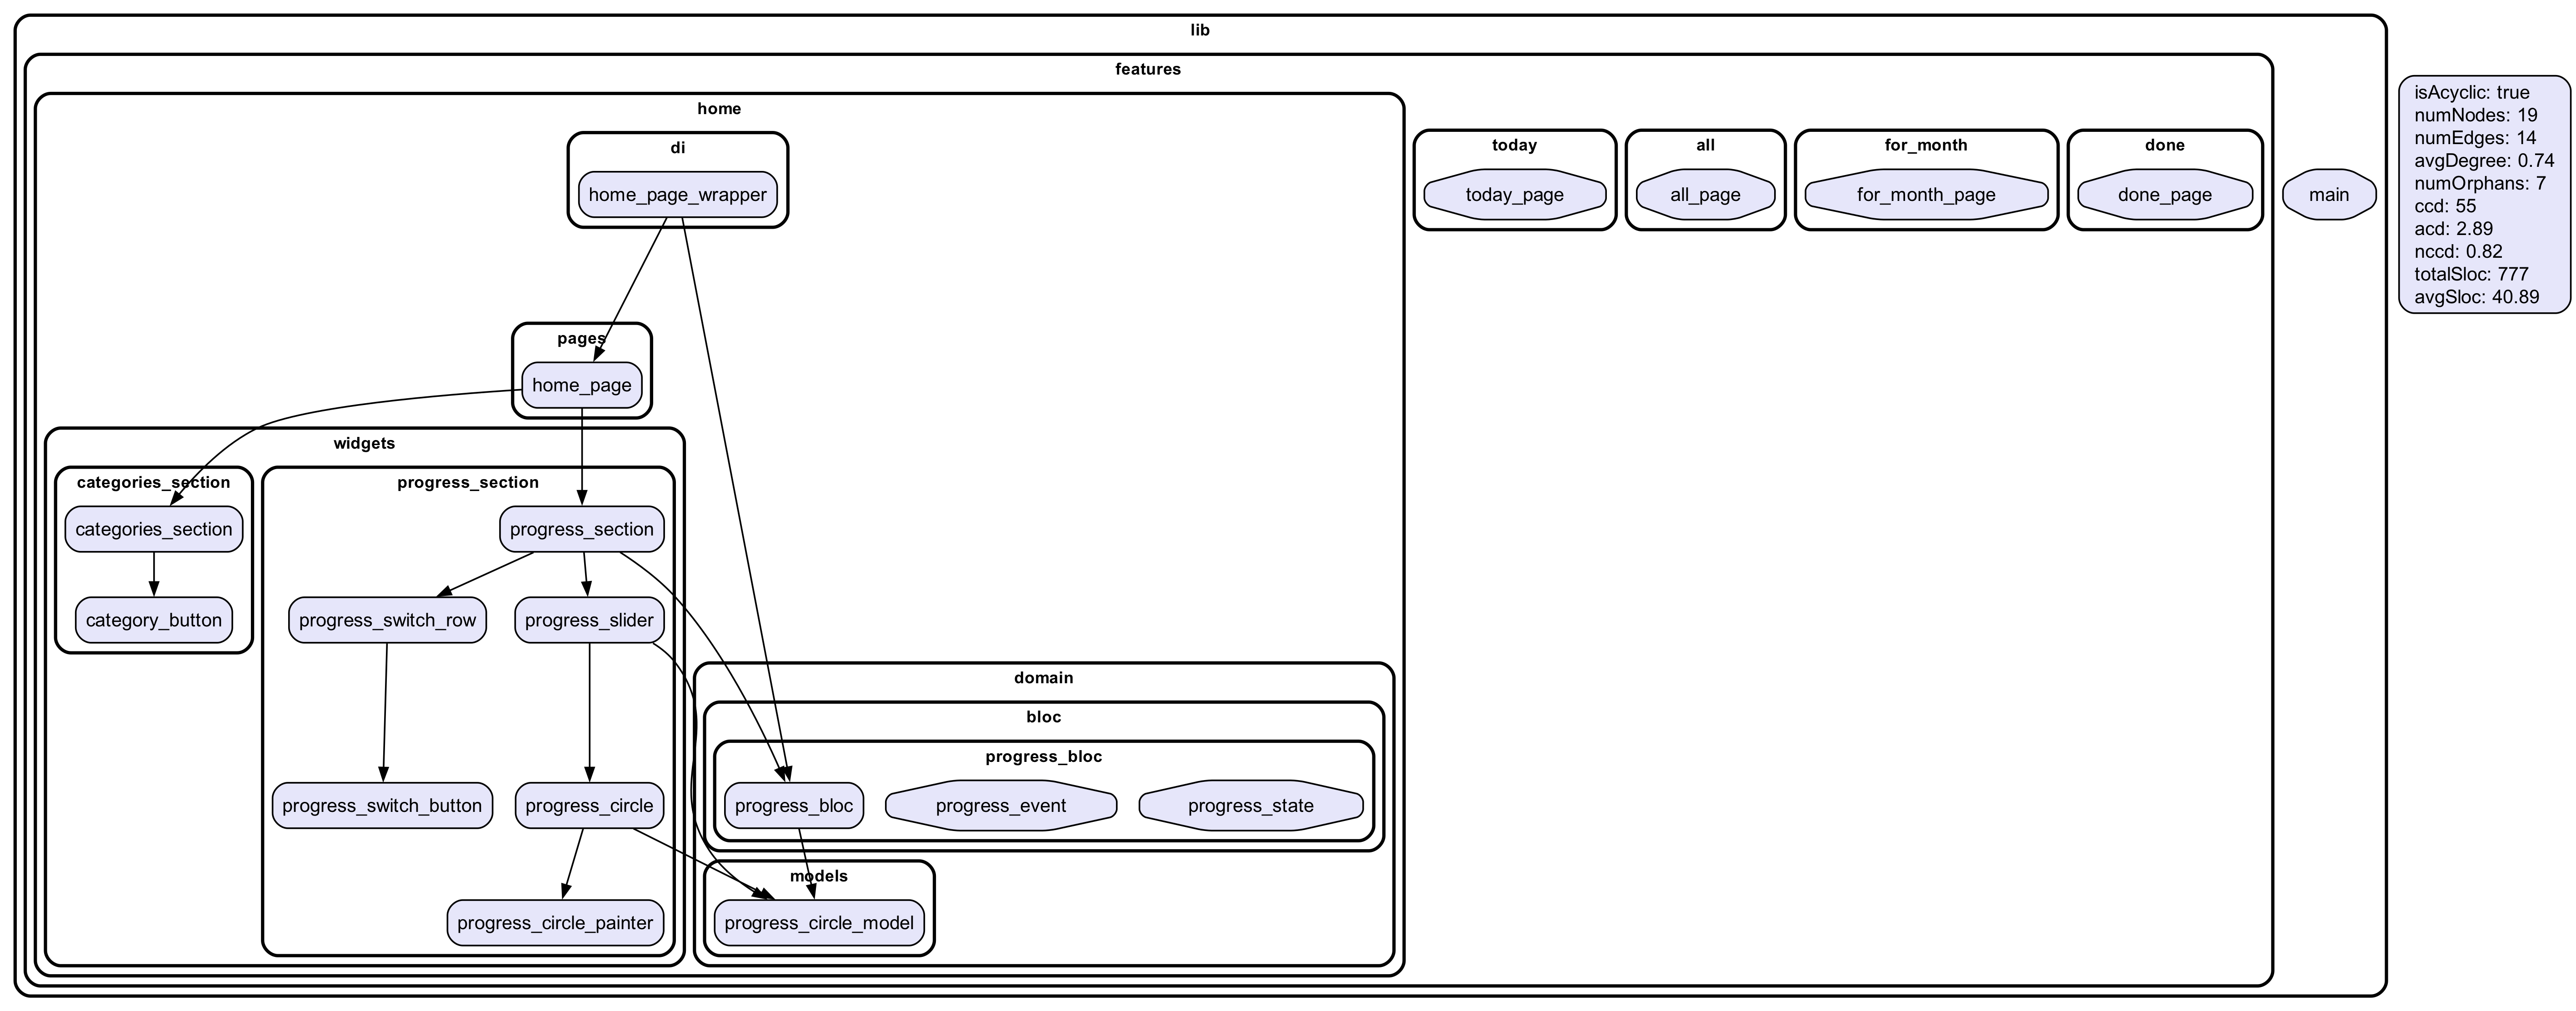 lib
features
home
di
home_page_wrapper
today
today_page
all
all_page
for_month
for_month_page
done
done_page
main
isAcyclic: true
numNodes: 19
numEdges: 14
avgDegree: 0.74
numOrphans: 7
ccd: 55
acd: 2.89
nccd: 0.82
totalSloc: 777
avgSloc: 40.89
pages
home_page
widgets
categories_section
categories_section
category_button
progress_section
progress_section
progress_switch_row
progress_slider
progress_switch_button
progress_circle
progress_circle_painter
domain
bloc
progress_bloc
progress_bloc
progress_event
progress_state
models
progress_circle_model